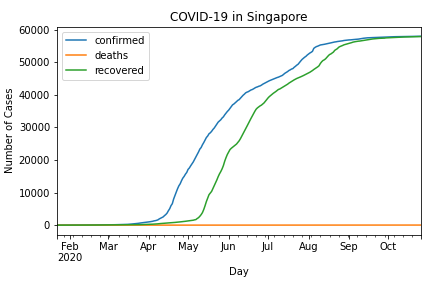 COVID-19 in Singapore
confirmed
deaths
recovered
Number of Cases
60000
50000
40000
30000
20000
10000
0
Feb Mar Apr May Jun Jul Aug Sep Oct
2020
Day